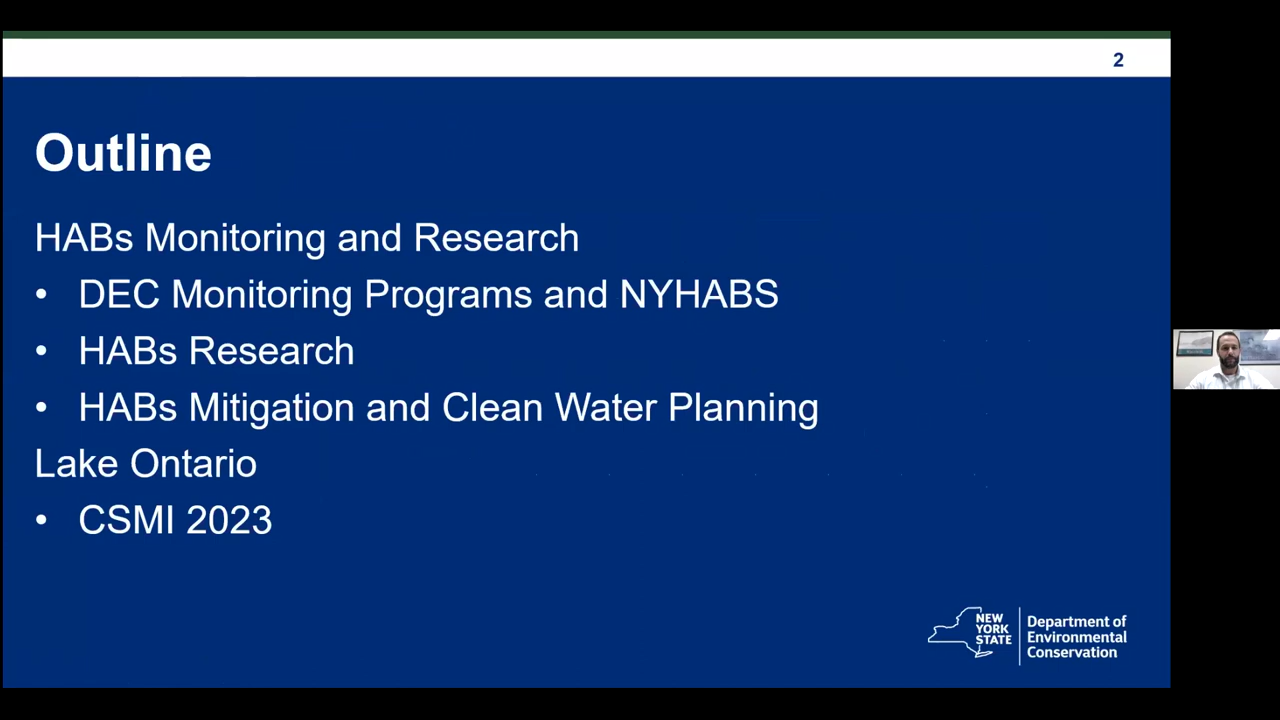 2
Outline
HABs Monitoring and Research
• DEC Monitoring Programs and NYHABS
• HABs Research
• HABs Mitigation and Clean Water Planning
Lake Ontario
• CSMI 2023
NEW YORK STATE
Department of Environmental Conservation